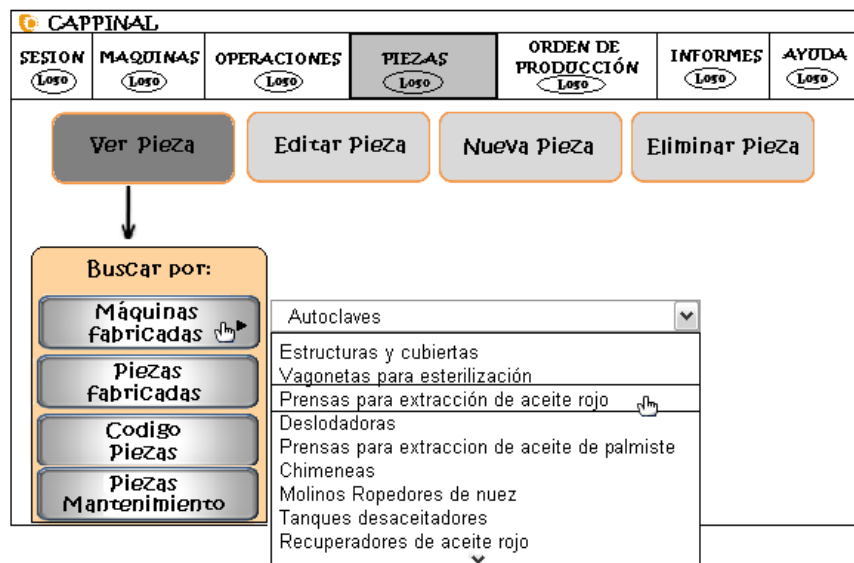 CAPPINAL
SESION
Logo
MAQUINAS
Logo
OPERACIONES
Logo
PIEZAS
Logo
ORDEN DE
PRODUCCIÓN
Logo
INFORMES
Logo
AYUDA
Logo
Ver Pieza
Editar Pieza
Nueva Pieza
Eliminar Pieza
Buscar por:
Máquinas
fabricadas
Piezas
fabricadas
Codigo
Piezas
Piezas
Mantenimiento
Autoclaves
Estructuras y cubiertas
Vagonetas para esterilización
Prensas para extracción de aceite rojo
Deslodadoras
Prensas para extraccion de aceite de palmiste
Chimeneas
Molinos Ropedores de nuez
Tanques desaceitadores
Recuperadores de aceite rojo